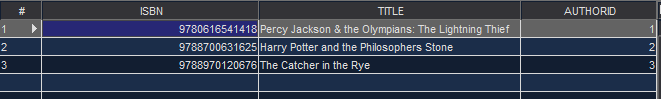 # ISBN TITLE AUTHORID
1 9780616541418 Percy Jackson & the Olympians: The Lightning Thief 1
2 9788700631625 Harry Potter and the Philosophers Stone 2
3 9788970120676 The Catcher in the Rye 3